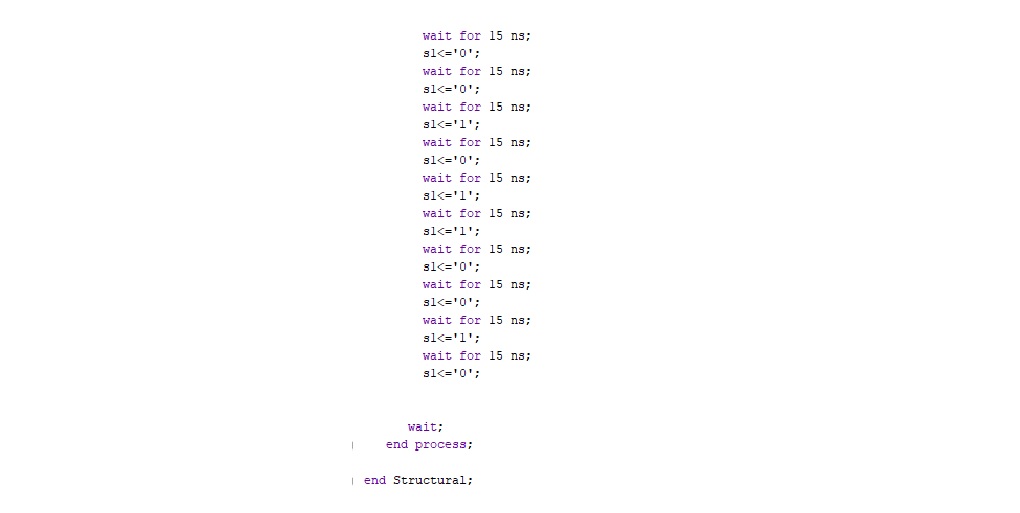 wait for 15 ns;
s1<='0';
wait for 15 ns;
s1<='0';
wait for 15 ns;
s1<='1';
wait for 15 ns;
s1<='0';
wait for 15 ns;
s1<='1';
wait for 15 ns;
s1<='1';
wait for 15 ns;
s1<='0';
wait for 15 ns;
s1<='0';
wait for 15 ns;
s1<='1';
wait for 15 ns;
s1<='0';
wait;
end process;
end Structural;